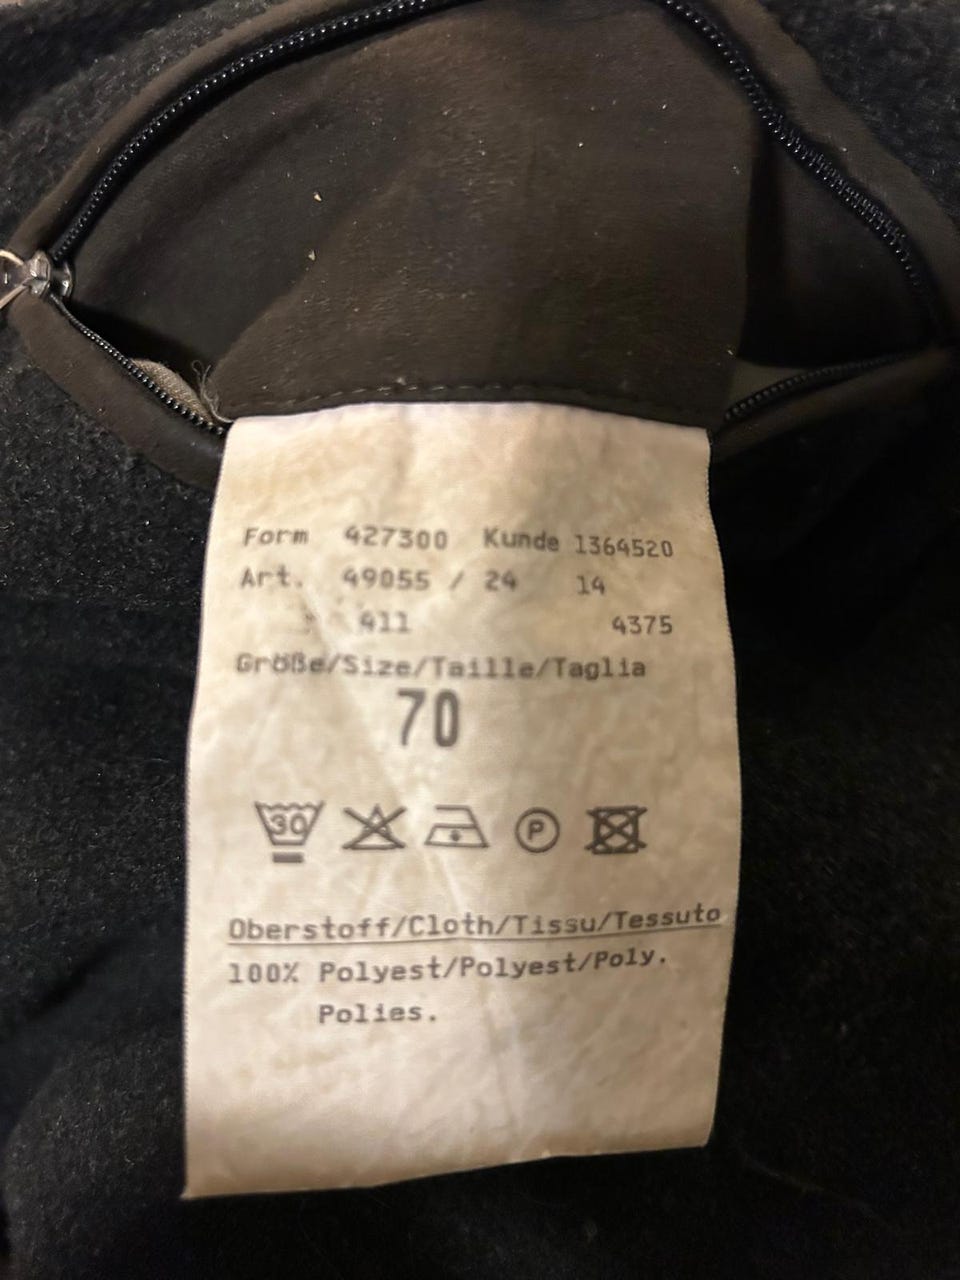 Form 427300 Kunde 1364520
Art. 49055 / 24 14
411 4375
Größe/Size/Taille/Taglia
70
30 P
Oberstoff/Cloth/Tissu/Tessuto
100% Polyest/Polyest/Poly.
Polies.